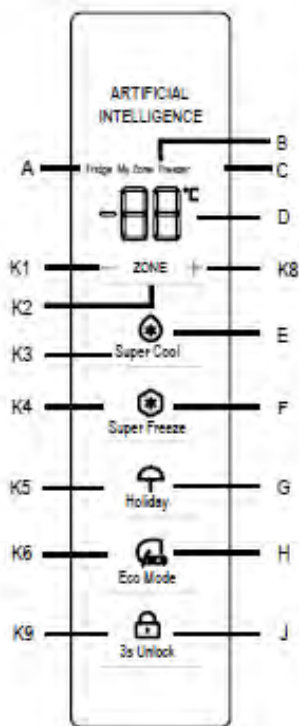 ARTIFICIAL
INTELLIGENCE
B
A Fridge My Zone Freezer C
-88°C D
K1 - ZONE + K8
K2
E
K3 Super Cool
K4 F
Super Freeze
K5 G
Holiday
K6 H
Eco Mode
K9 J
3s Unlock